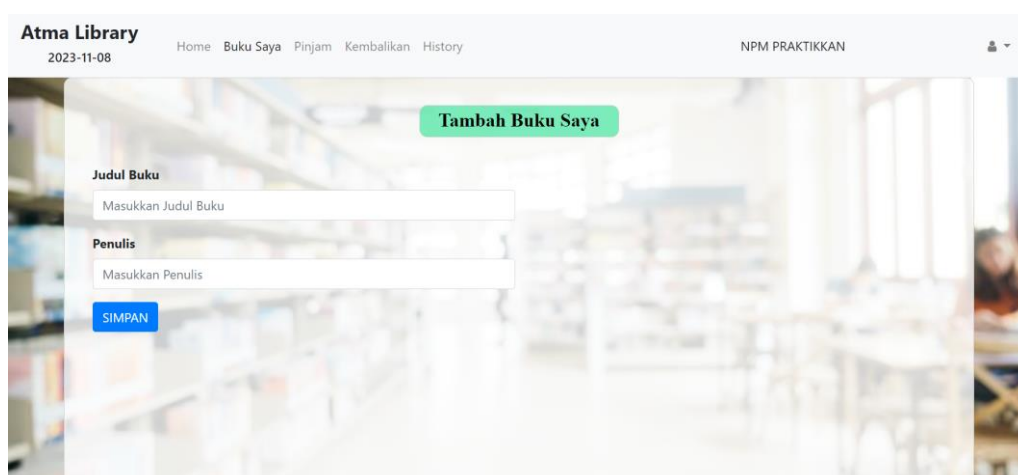 Atma Library
2023-11-08
Home Buku Saya Pinjam Kembalikan History
NPM PRAKTIKKAN
Tambah Buku Saya
Judul Buku
Masukkan Judul Buku
Penulis
Masukkan Penulis
SIMPAN